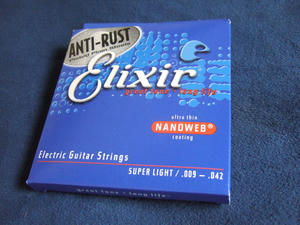 ANTI-RUST
Elixir
great tone · long life
ultra thin
NANOWEB®
coating
Electric Guitar Strings
SUPER LIGHT / .009 – .042
great tone · long life